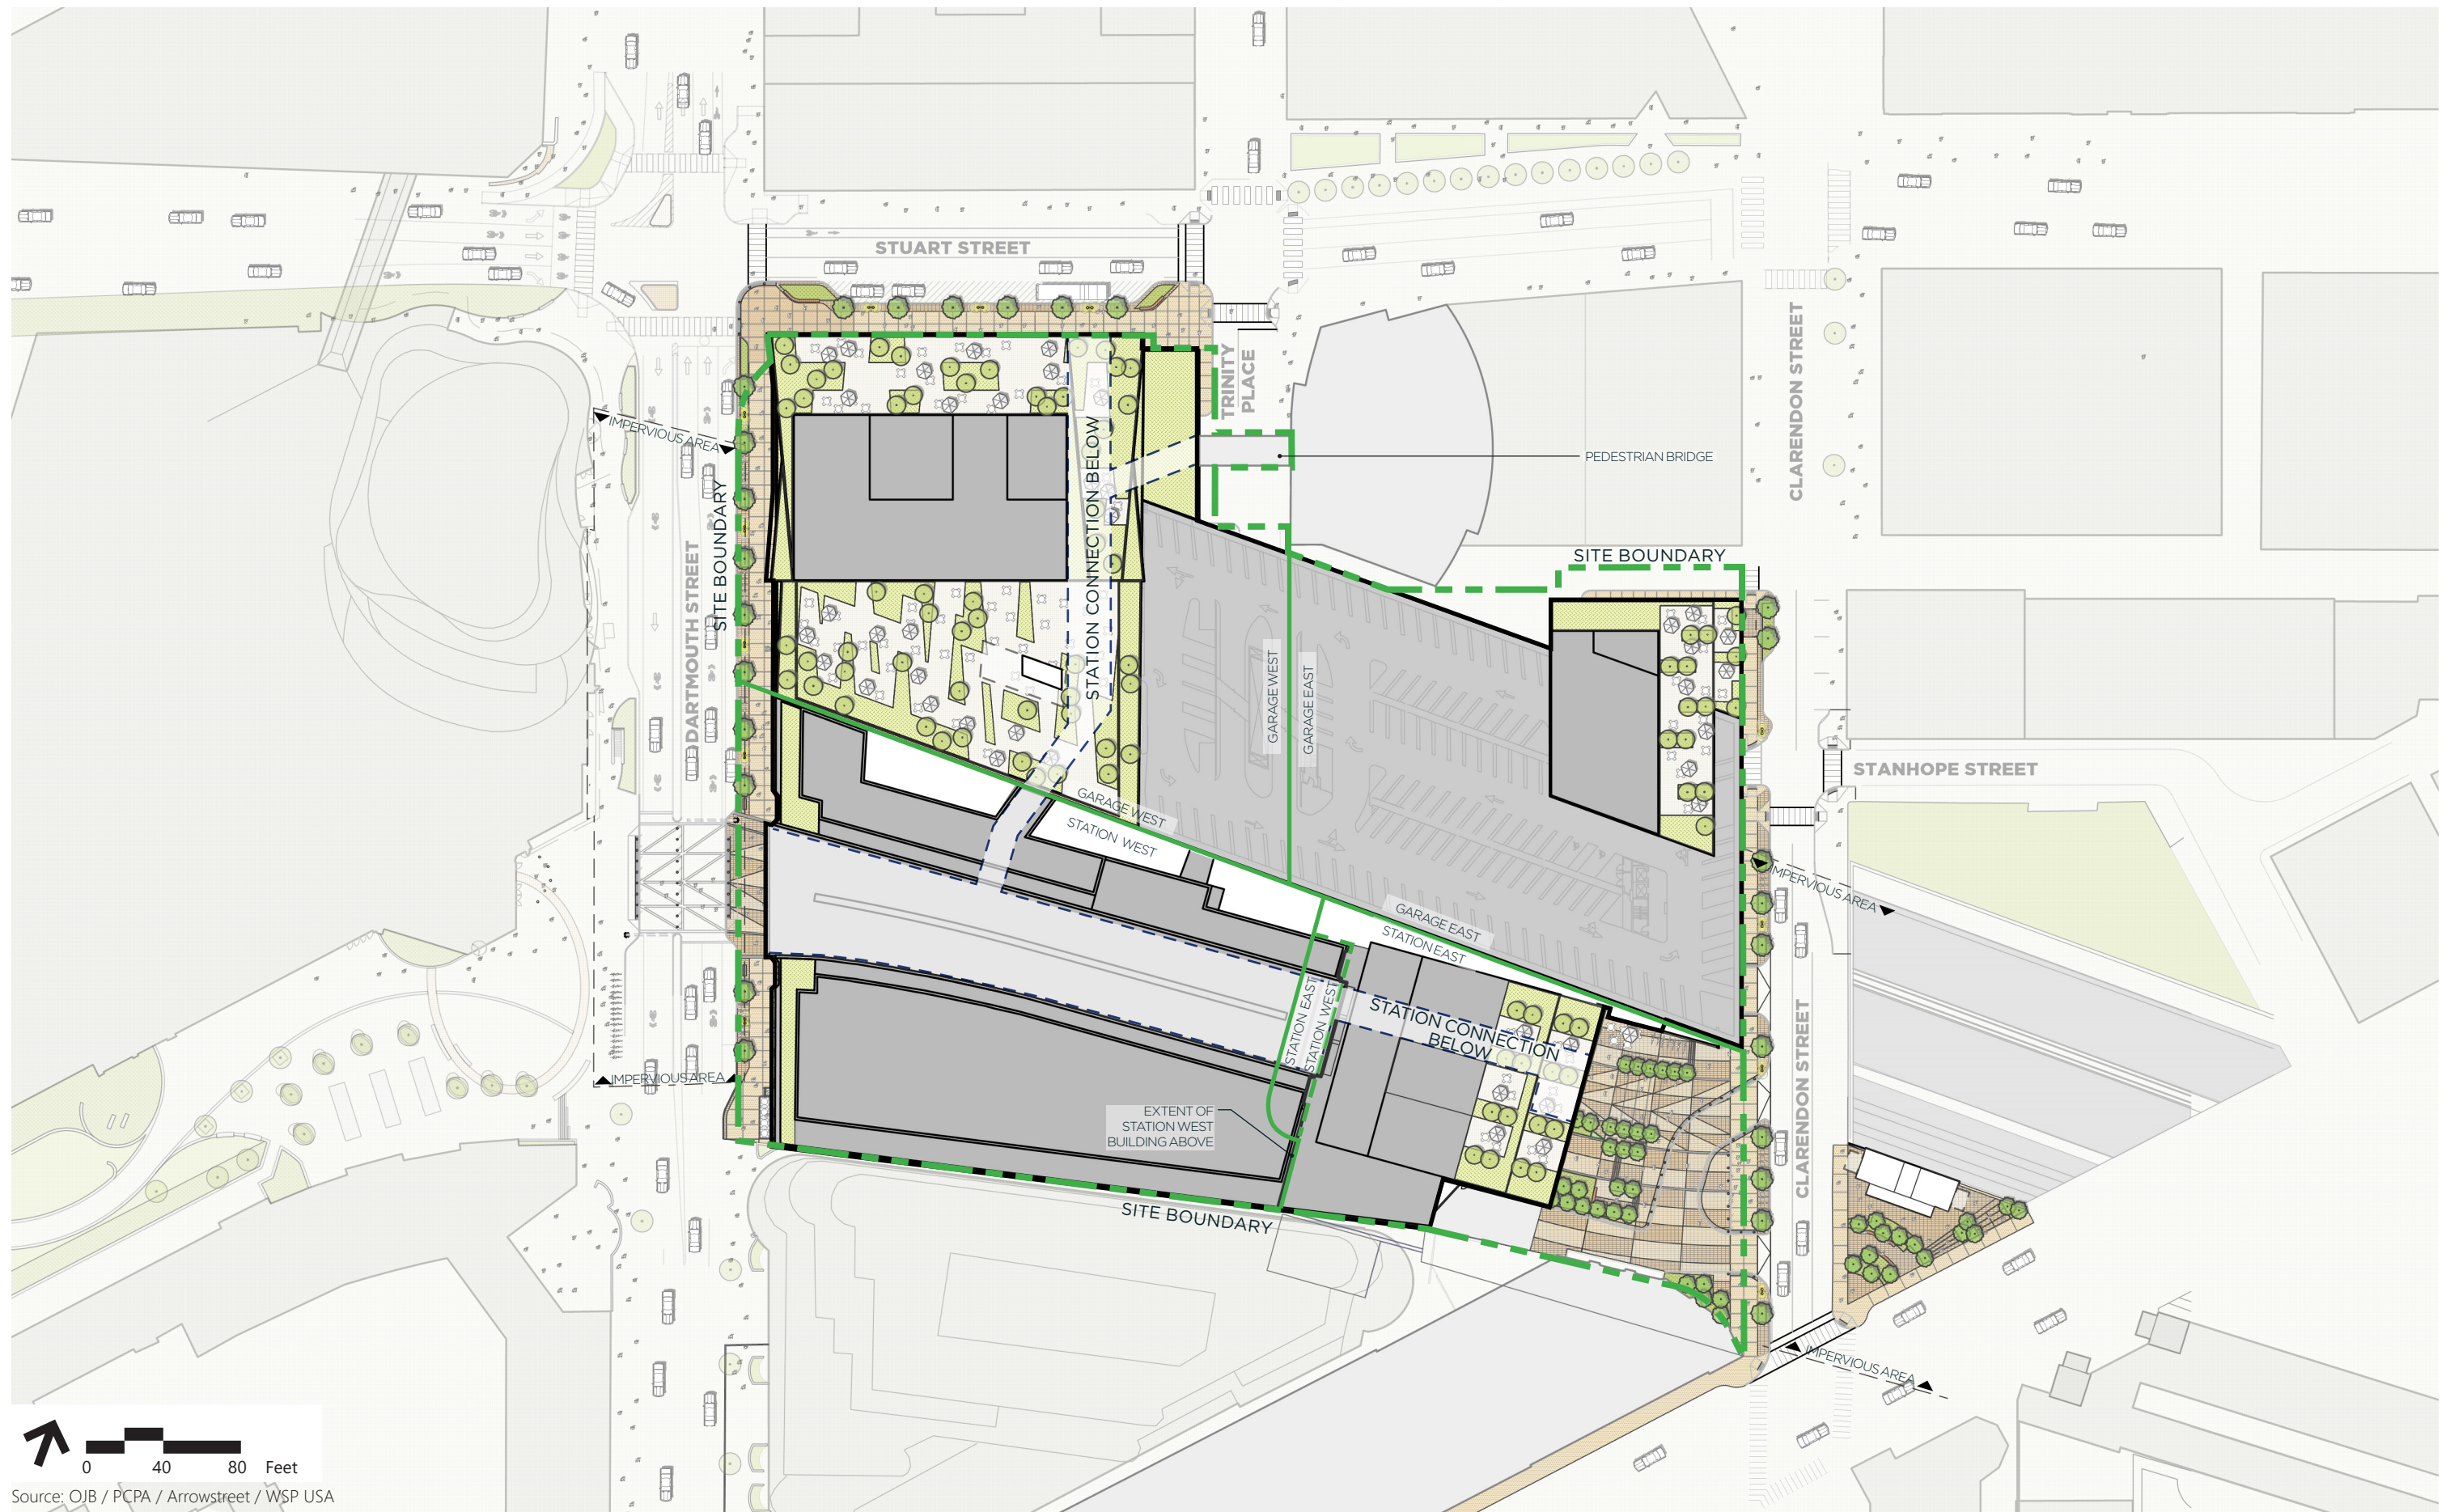 STUART STREET
TRINITY
PLACE
CLARENDON STREET
IMPERVIOUS AREA
PEDESTRIAN BRIDGE
STATION CONNECTION BELOW
SITE BOUNDARY
DARTMOUTH STREET
SITE BOUNDARY
GARAGE WEST
GARAGE EAST
STANHOPE STREET
GARAGE WEST
STATION WEST
IMPERVIOUS AREA
GARAGE EAST
STATION EAST
STATION EAST
STATION WEST
STATION CONNECTION
BELOW
CLARENDON STREET
IMPERVIOUS AREA
EXTENT OF
STATION WEST
BUILDING ABOVE
SITE BOUNDARY
IMPERVIOUS AREA
0 40 80 Feet
Source: OJB / PCPA / Arrowstreet / WSP USA